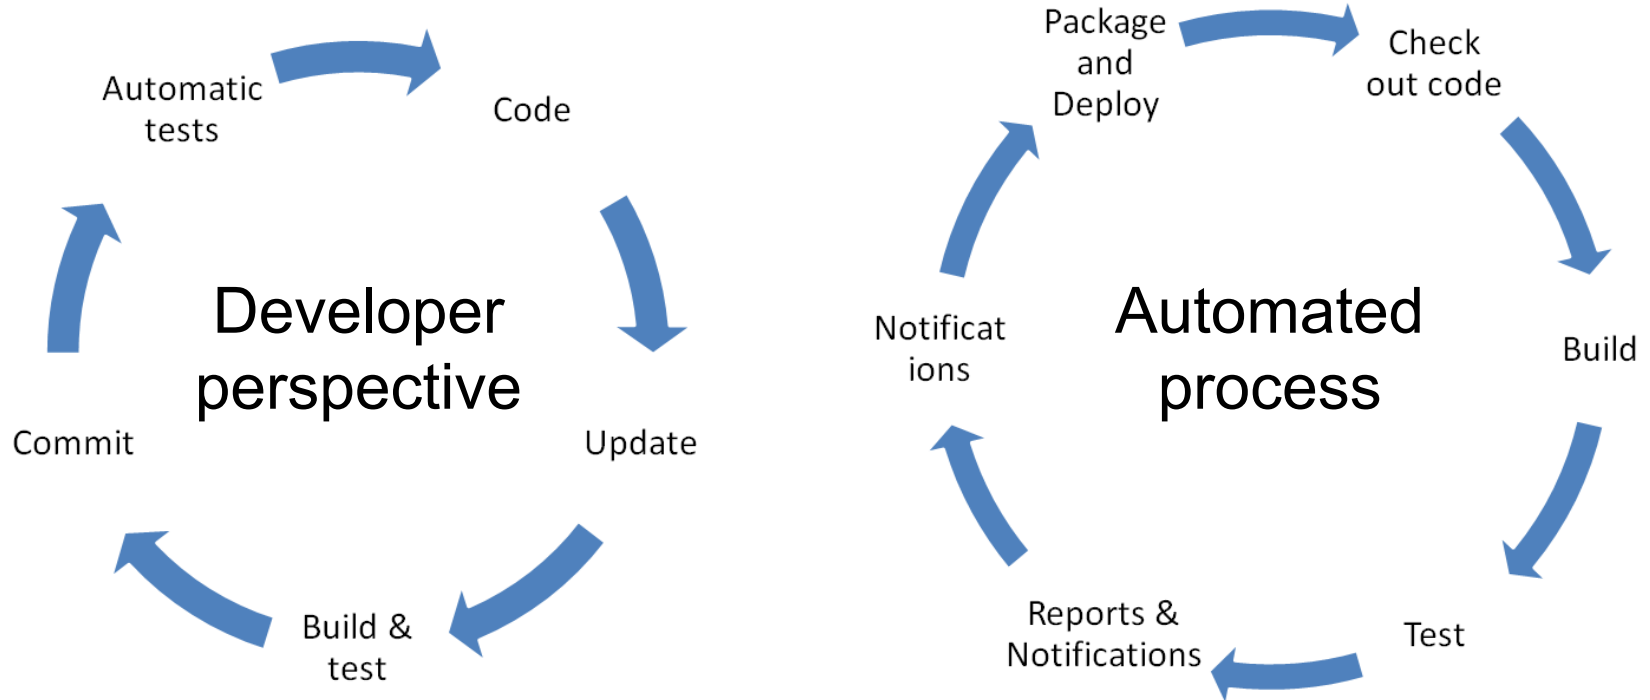 Automatic
tests
Code
Developer
perspective
Commit
Update
Build &
test
Package
and
Deploy
Check
out code
Notificat
ions
Automated
process
Build
Reports &
Notifications
Test